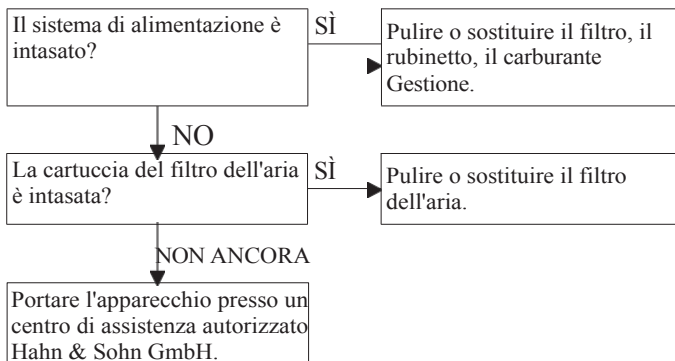 Il sistema di alimentazione è
intasato?
SÌ
Pulire o sostituire il filtro, il
rubinetto, il carburante
Gestione.
NO
La cartuccia del filtro dell'aria
è intasata?
SÌ
Pulire o sostituire il filtro
dell'aria.
NON ANCORA
Portare l'apparecchio presso un
centro di assistenza autorizzato
Hahn & Sohn GmbH.